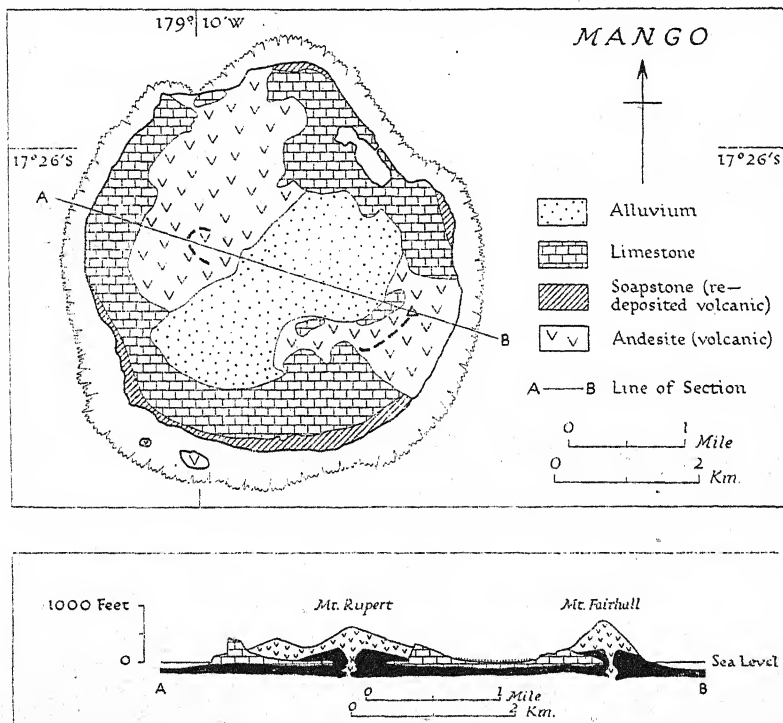 179° 10'W
MANGO
17°26'S
17°26'S
A
B
Alluvium
Limestone
Soapstone (re-
deposited volcanic)
Andesite (volcanic)
A——B Line of Section
0 1
Mile
0 2
Km.
1000 Feet
Mt. Rupert
Mt. Fairhull
0
Sea Level
A
B
0 1
Mile
0 2
Km.